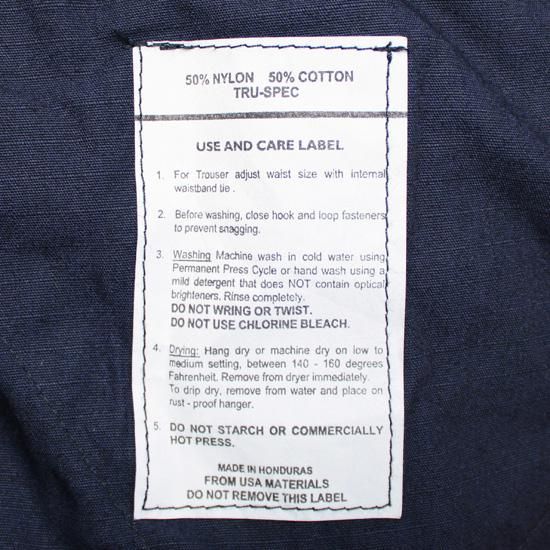 50% NYLON 50% COTTON
TRU-SPEC
USE AND CARE LABEL
1. For Trouser adjust waist size with internal
waistband tie .
2. Before washing, close hook and loop fasteners
to prevent snagging.
3. Washing Machine wash in cold water using
Permanent Press Cycle or hand wash using a
mild detergent that does NOT contain optical
brighteners. Rinse completely.
DO NOT WRING OR TWIST.
DO NOT USE CHLORINE BLEACH.
4. Drying: Hang dry or machine dry on low to
medium setting, between 140 - 160 degrees
Fahrenheit. Remove from dryer immediately.
To drip dry, remove from water and place on
rust - proof hanger.
5. DO NOT STARCH OR COMMERCIALLY
HOT PRESS.
MADE IN HONDURAS
FROM USA MATERIALS
DO NOT REMOVE THIS LABEL